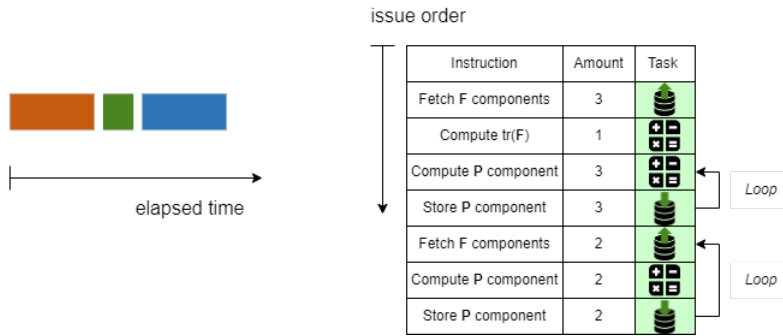 issue order
elapsed time
Instruction Amount Task
Fetch F components 3
Compute tr(F) 1
Compute P component 3
Store P component 3
Loop
Fetch F components 2
Compute P component 2
Loop
Store P component 2